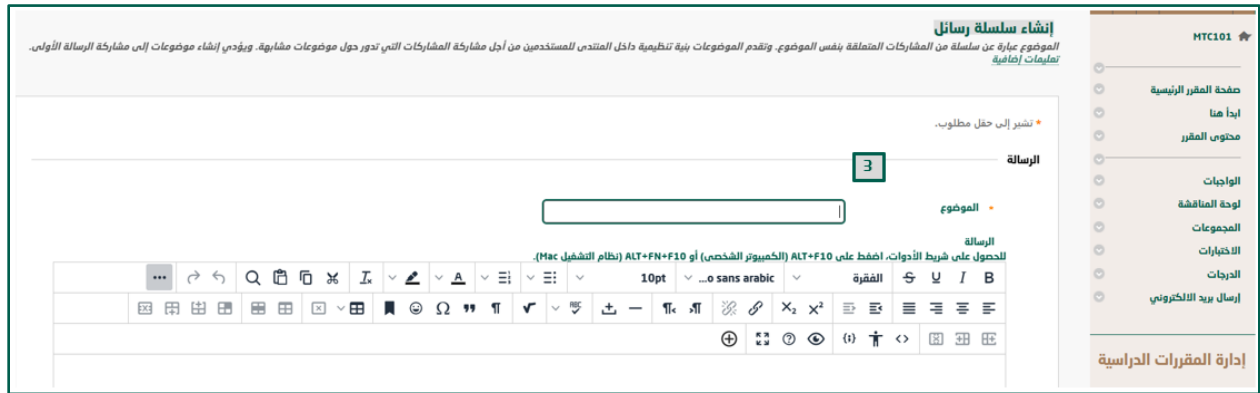 MTC101
صفحة المقرر الرئيسية
ابدأ هنا
محتوى المقرر
الواجبات
لوحة المناقشة
المجموعات
الاختبارات
الدرجات
إرسال بريد الالكتروني
إدارة المقررات الدراسية
إنشاء سلسلة رسائل
الموضوع عبارة عن سلسلة من المشاركات المتعلقة بنفس الموضوع. وتقدم الموضوعات بنية تنظيمية داخل المنتدى للمستخدمين من أجل مشاركة المشاركات التي تدور حول موضوعات مشابهة. ويؤدي إنشاء موضوعات إلى مشاركة الرسالة الأولى.
تعليمات إضافية
* تشير إلى حقل مطلوب.
الرسالة
3
* الموضوع
الرسالة
للحصول على شريط الأدوات، اضغط على ALT+F10 (الكمبيوتر الشخصي) أو ALT+FN+F10 (نظام التشغيل Mac).
B I U S الفقرة ...o sans arabic 10pt